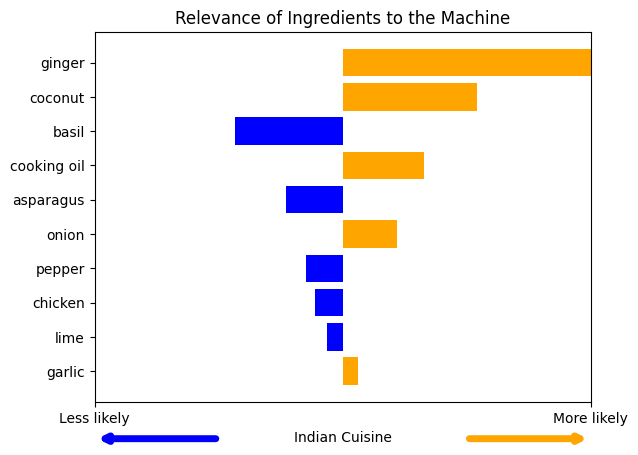 Relevance of Ingredients to the Machine
ginger
coconut
basil
cooking oil
asparagus
onion
pepper
chicken
lime
garlic
Less likely
More likely
Indian Cuisine